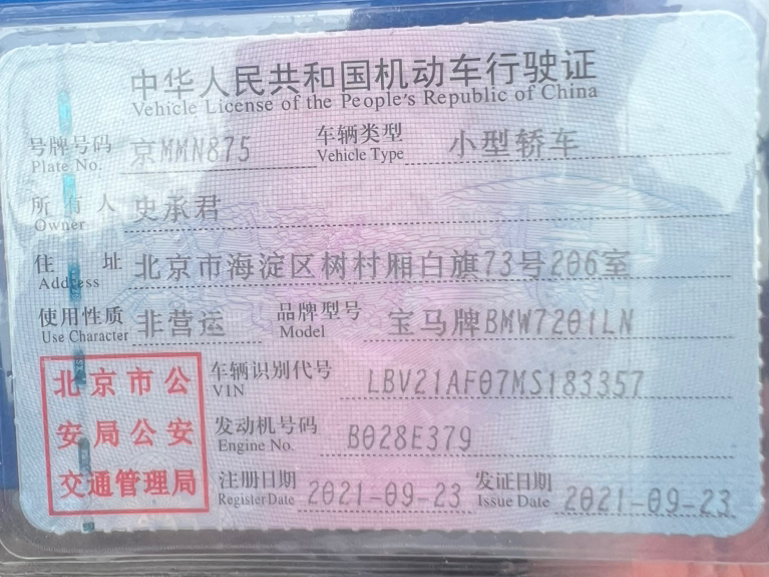 中华人民共和国机动车行驶证
Vehicle License of the People's Republic of China
号牌号码 京MMN875 车辆类型 小型轿车
Plate No. Vehicle Type
所有人 史承君
Owner
住址 北京市海淀区树村厢白旗73号206室
Address
使用性质 非营运 品牌型号 宝马牌BMW7201LN
Use Character Model
车辆识别代号 LBV21AF07MS183357
VIN
发动机号码 B028E379
Engine No.
注册日期 2021-09-23 发证日期 2021-09-23
Register Date Issue Date
北京市公
安局公安
交通管理局